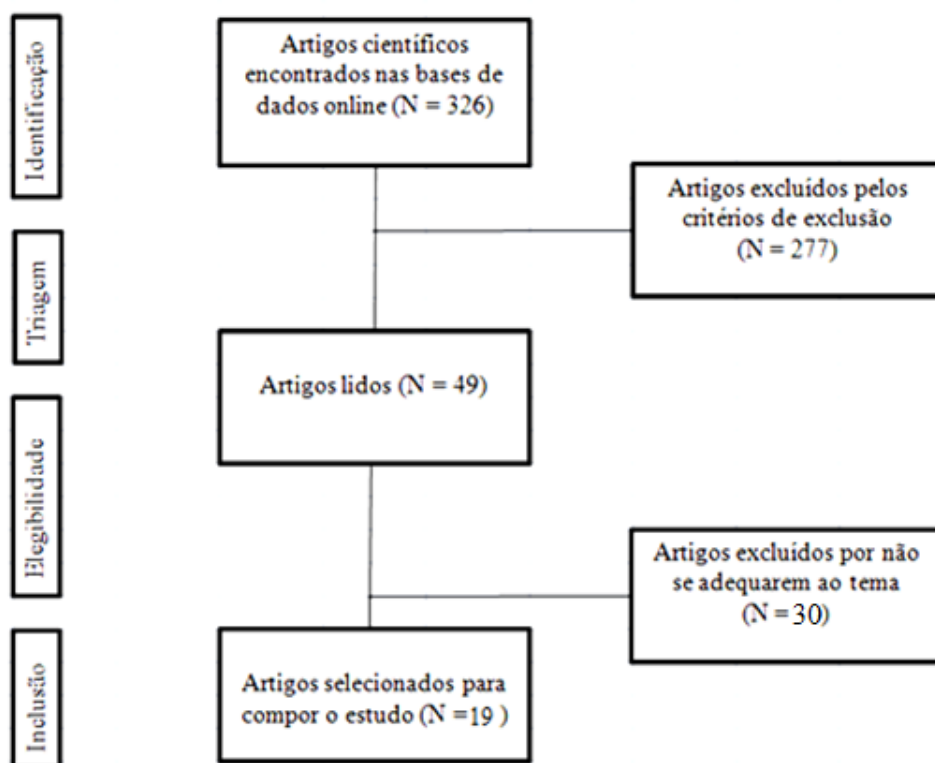 Identificação
Artigos científicos
encontrados nas bases de
dados online (N = 326)
Artigos excluídos pelos
critérios de exclusão
(N = 277)
Triagem
Artigos lidos (N = 49)
Elegibilidade
Artigos excluídos por não
se adequarem ao tema
(N = 30)
Inclusão
Artigos selecionados para
compor o estudo (N =19 )